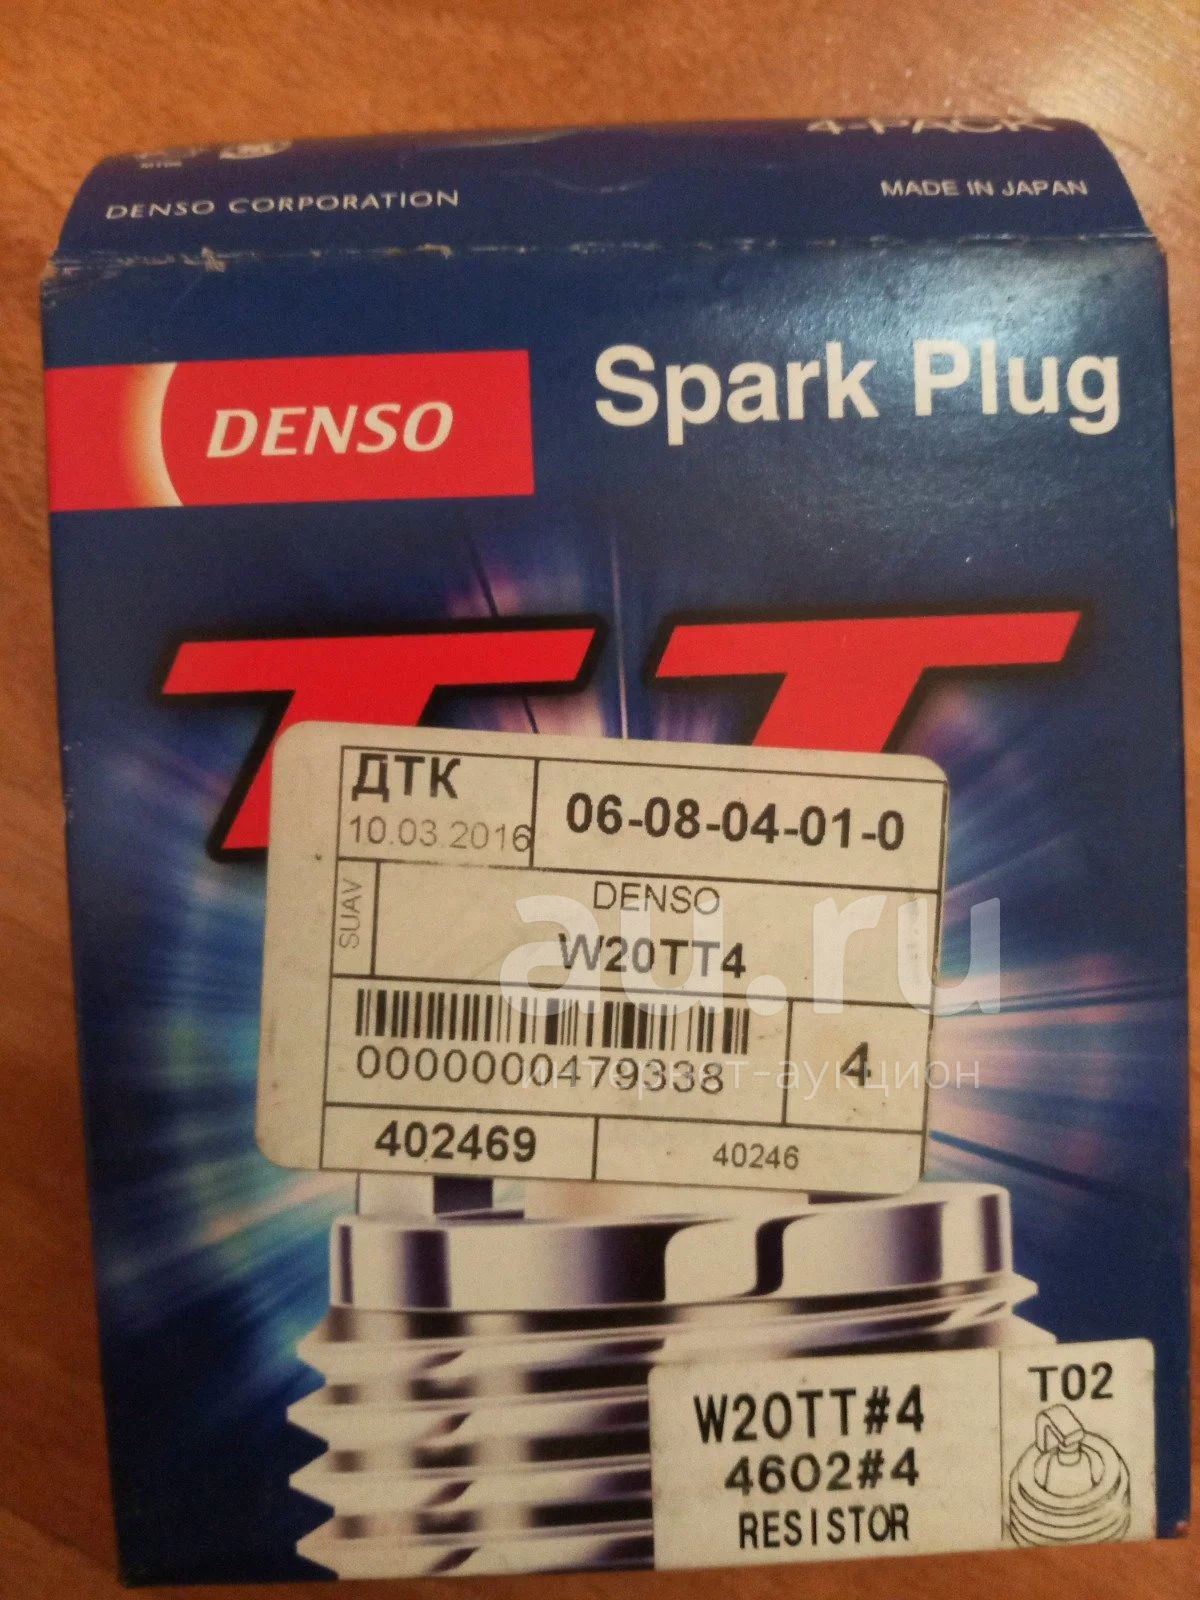 4-PACK
DENSO CORPORATION
MADE IN JAPAN
DENSO
Spark Plug
TT
ДТК
10.03.2016
06-08-04-01-0
SUAV
DENSO
W20TT4
0000000479338
4
402469
40246
au.ru
интернет-аукцион
W20TT#4
4602#4
RESISTOR
T02